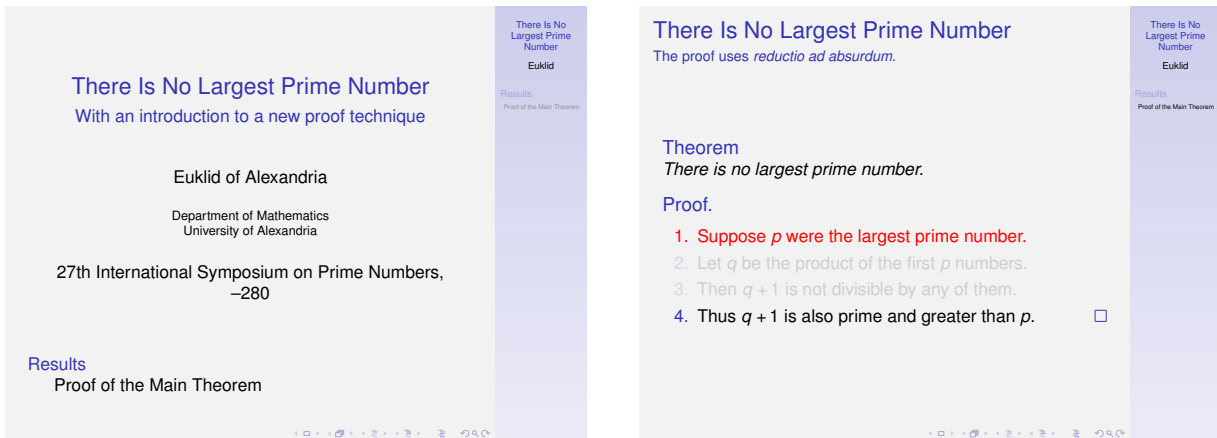 There Is No Largest Prime Number
With an introduction to a new proof technique
Euklid of Alexandria
Department of Mathematics
University of Alexandria
27th International Symposium on Prime Numbers,
–280
Results
Proof of the Main Theorem
There Is No
Largest Prime
Number
Euklid
Results
Proof of the Main Theorem
There Is No Largest Prime Number
The proof uses reductio ad absurdum.
Theorem
There is no largest prime number.
Proof.
1. Suppose p were the largest prime number.
2. Let q be the product of the first p numbers.
3. Then q + 1 is not divisible by any of them.
4. Thus q + 1 is also prime and greater than p. □
There Is No
Largest Prime
Number
Euklid
Results
Proof of the Main Theorem